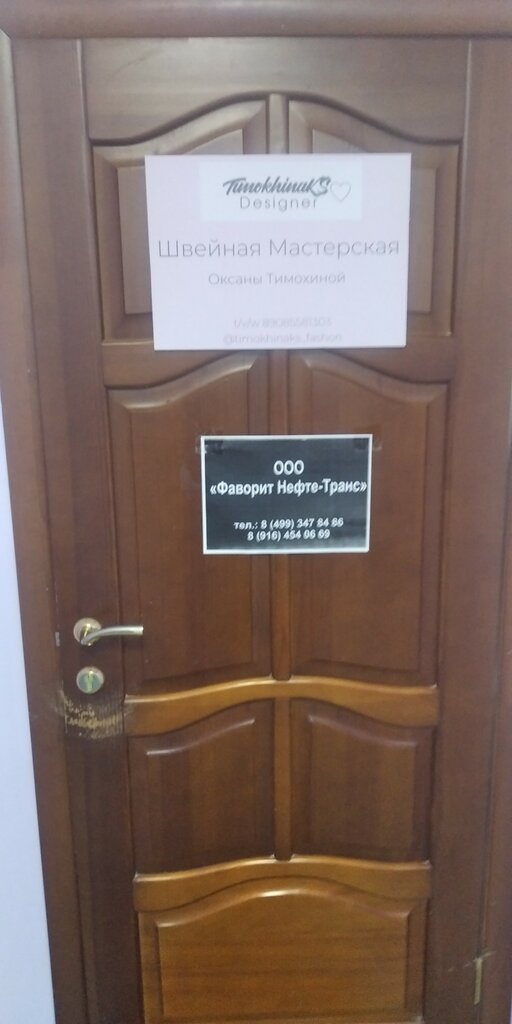 TimokhinaKS
Designer
Швейная Мастерская
Оксаны Тимохиной
@timokhinaks_fashion
ООО
«Фаворит Нефте-Транс»
тел.: 8 (499) 347 84 86
8 (916) 454 06 69